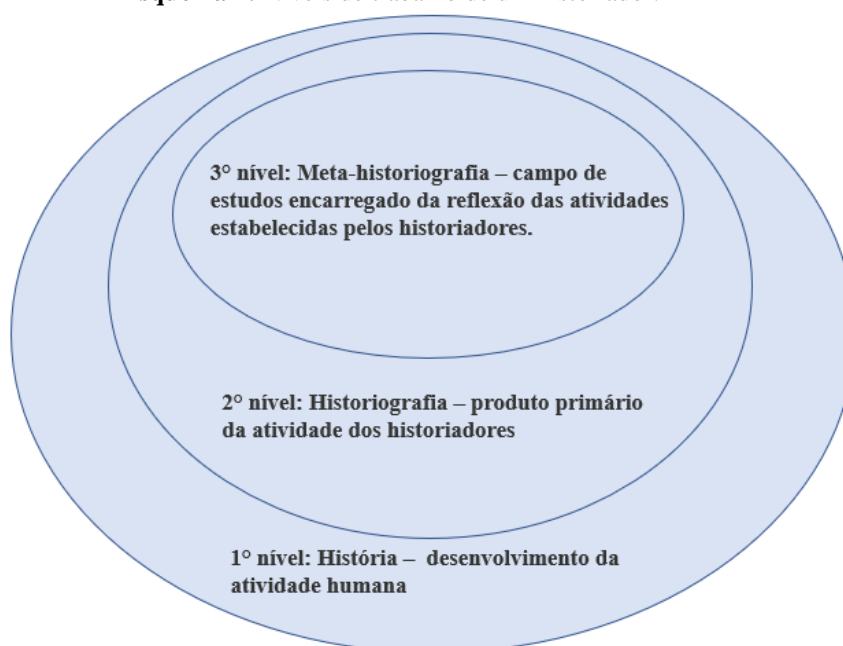 3° nível: Meta-historiografia – campo de
estudos encarregado da reflexão das atividades
estabelecidas pelos historiadores.
2° nível: Historiografia – produto primário
da atividade dos historiadores
1° nível: História – desenvolvimento da
atividade humana